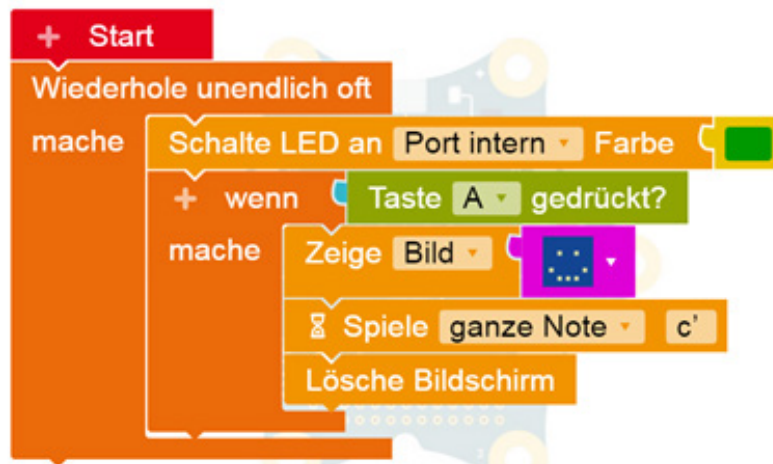 + Start
Wiederhole unendlich oft
mache Schalte LED an Port intern Farbe
+ wenn Taste A gedrückt?
mache Zeige Bild
Spiele ganze Note c'
Lösche Bildschirm